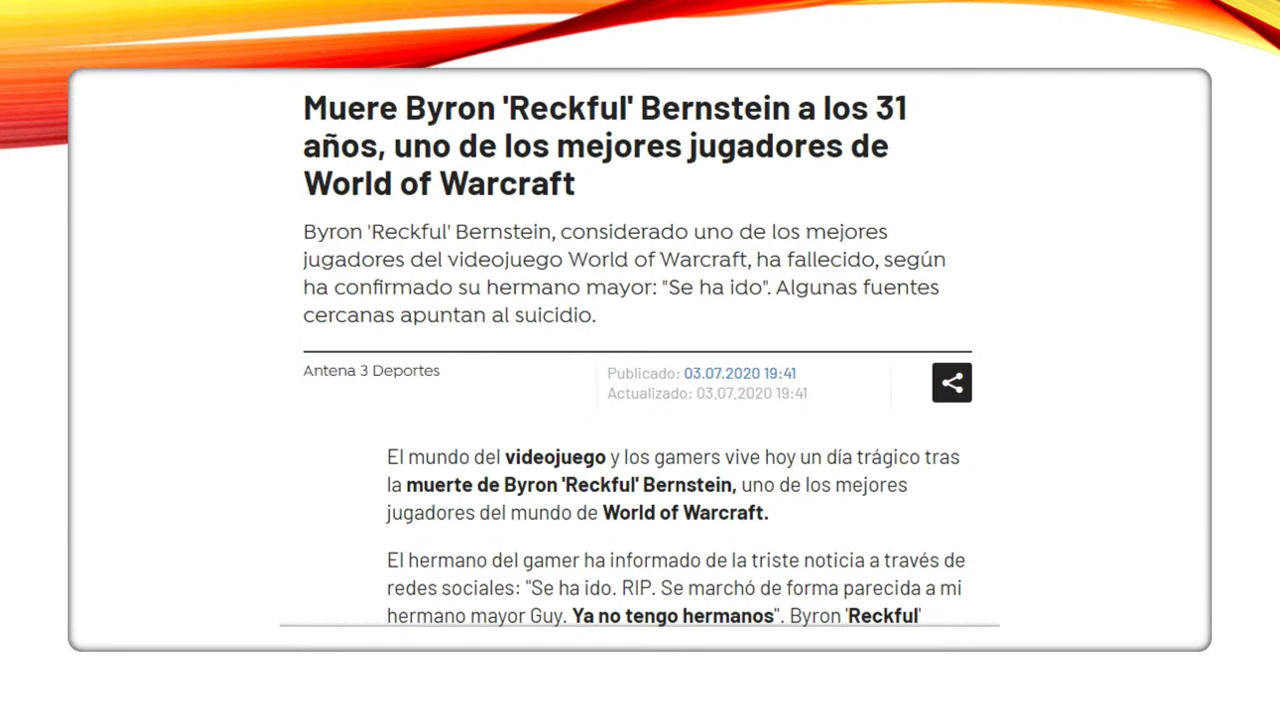 Muere Byron 'Reckful' Bernstein a los 31
años, uno de los mejores jugadores de
World of Warcraft
Byron 'Reckful' Bernstein, considerado uno de los mejores
jugadores del videojuego World of Warcraft, ha fallecido, según
ha confirmado su hermano mayor: "Se ha ido". Algunas fuentes
cercanas apuntan al suicidio.
Antena 3 Deportes
Publicado: 03.07.2020 19:41
Actualizado: 03.07.2020 19:41
El mundo del videojuego y los gamers vive hoy un día trágico tras
la muerte de Byron 'Reckful' Bernstein, uno de los mejores
jugadores del mundo de World of Warcraft.
El hermano del gamer ha informado de la triste noticia a través de
redes sociales: "Se ha ido. RIP. Se marchó de forma parecida a mi
hermano mayor Guy. Ya no tengo hermanos". Byron 'Reckful'